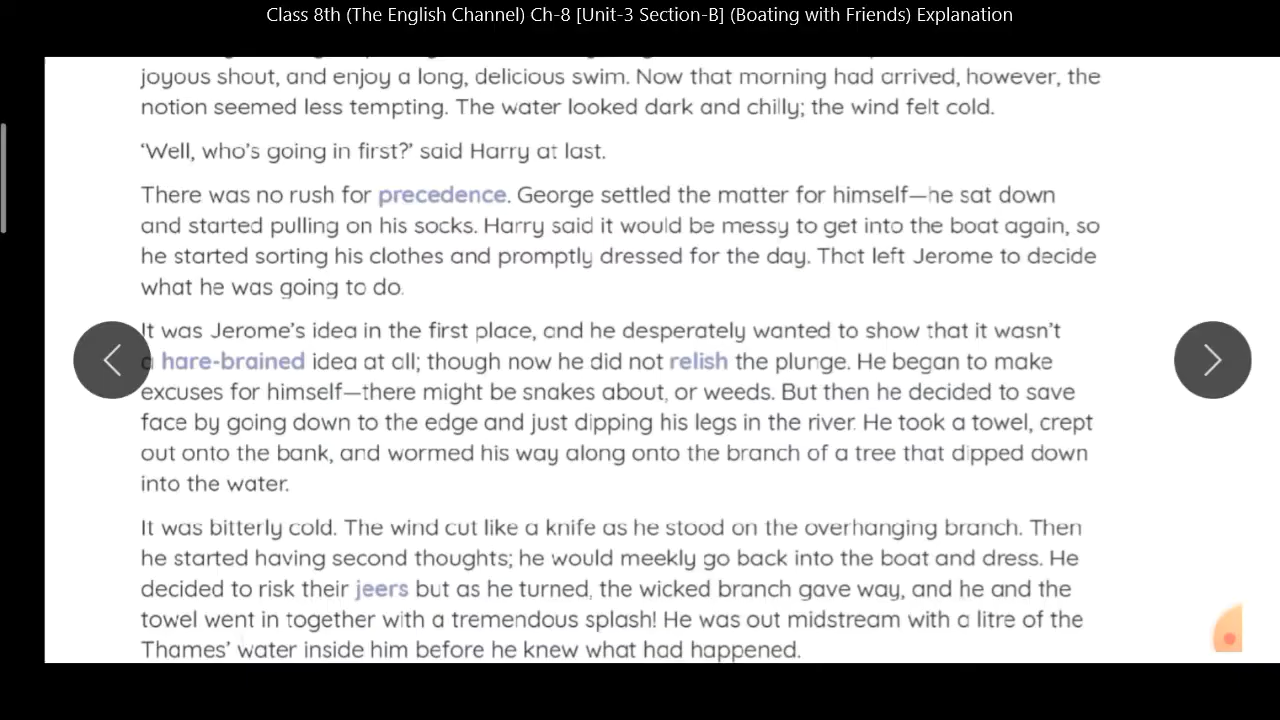 Class 8th (The English Channel) Ch-8 [Unit-3 Section-B] (Boating with Friends) Explanation
joyous shout, and enjoy a long, delicious swim. Now that morning had arrived, however, the
notion seemed less tempting. The water looked dark and chilly; the wind felt cold.
‘Well, who’s going in first?’ said Harry at last.
There was no rush for precedence. George settled the matter for himself—he sat down
and started pulling on his socks. Harry said it would be messy to get into the boat again, so
he started sorting his clothes and promptly dressed for the day. That left Jerome to decide
what he was going to do.
It was Jerome’s idea in the first place, and he desperately wanted to show that it wasn’t
a hare-brained idea at all; though now he did not relish the plunge. He began to make
excuses for himself—there might be snakes about, or weeds. But then he decided to save
face by going down to the edge and just dipping his legs in the river. He took a towel, crept
out onto the bank, and wormed his way along onto the branch of a tree that dipped down
into the water.
It was bitterly cold. The wind cut like a knife as he stood on the overhanging branch. Then
he started having second thoughts; he would meekly go back into the boat and dress. He
decided to risk their jeers but as he turned, the wicked branch gave way, and he and the
towel went in together with a tremendous splash! He was out midstream with a litre of the
Thames’ water inside him before he knew what had happened.